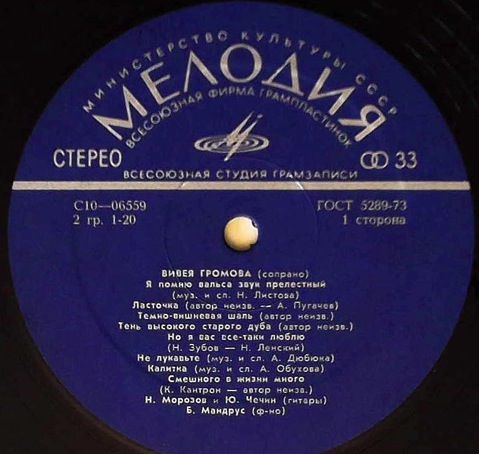 МИНИСТЕРСТВО КУЛЬТУРЫ СССР
МЕЛОДИЯ
ВСЕСОЮЗНАЯ ФИРМА ГРАМПЛАСТИНОК
СТЕРЕО
33
ВСЕСОЮЗНАЯ СТУДИЯ ГРАМЗАПИСИ
С10—06559
ГОСТ 5289-73
2 гр. 1-20
1 сторона
ВИВЕЯ ГРОМОВА (сопрано)
Я помню вальса звук прелестный
(муз. и сл. Н. Листова)
Ласточка (автор неизв. — А. Пугачев)
Темно-вишневая шаль (автор неизв.)
Тень высокого старого дуба (автор неизв.)
Но я вас все-таки люблю
(Н. Зубов — Н. Ленский)
Не лукавьте (муз. и сл. А. Дюбюка)
Калитка (муз. и сл. А. Обухова)
Смешного в жизни много
(К. Кантрон — автор неизв.)
Н. Морозов и Ю. Чечин (гитары)
Б. Мандрус (ф-но)